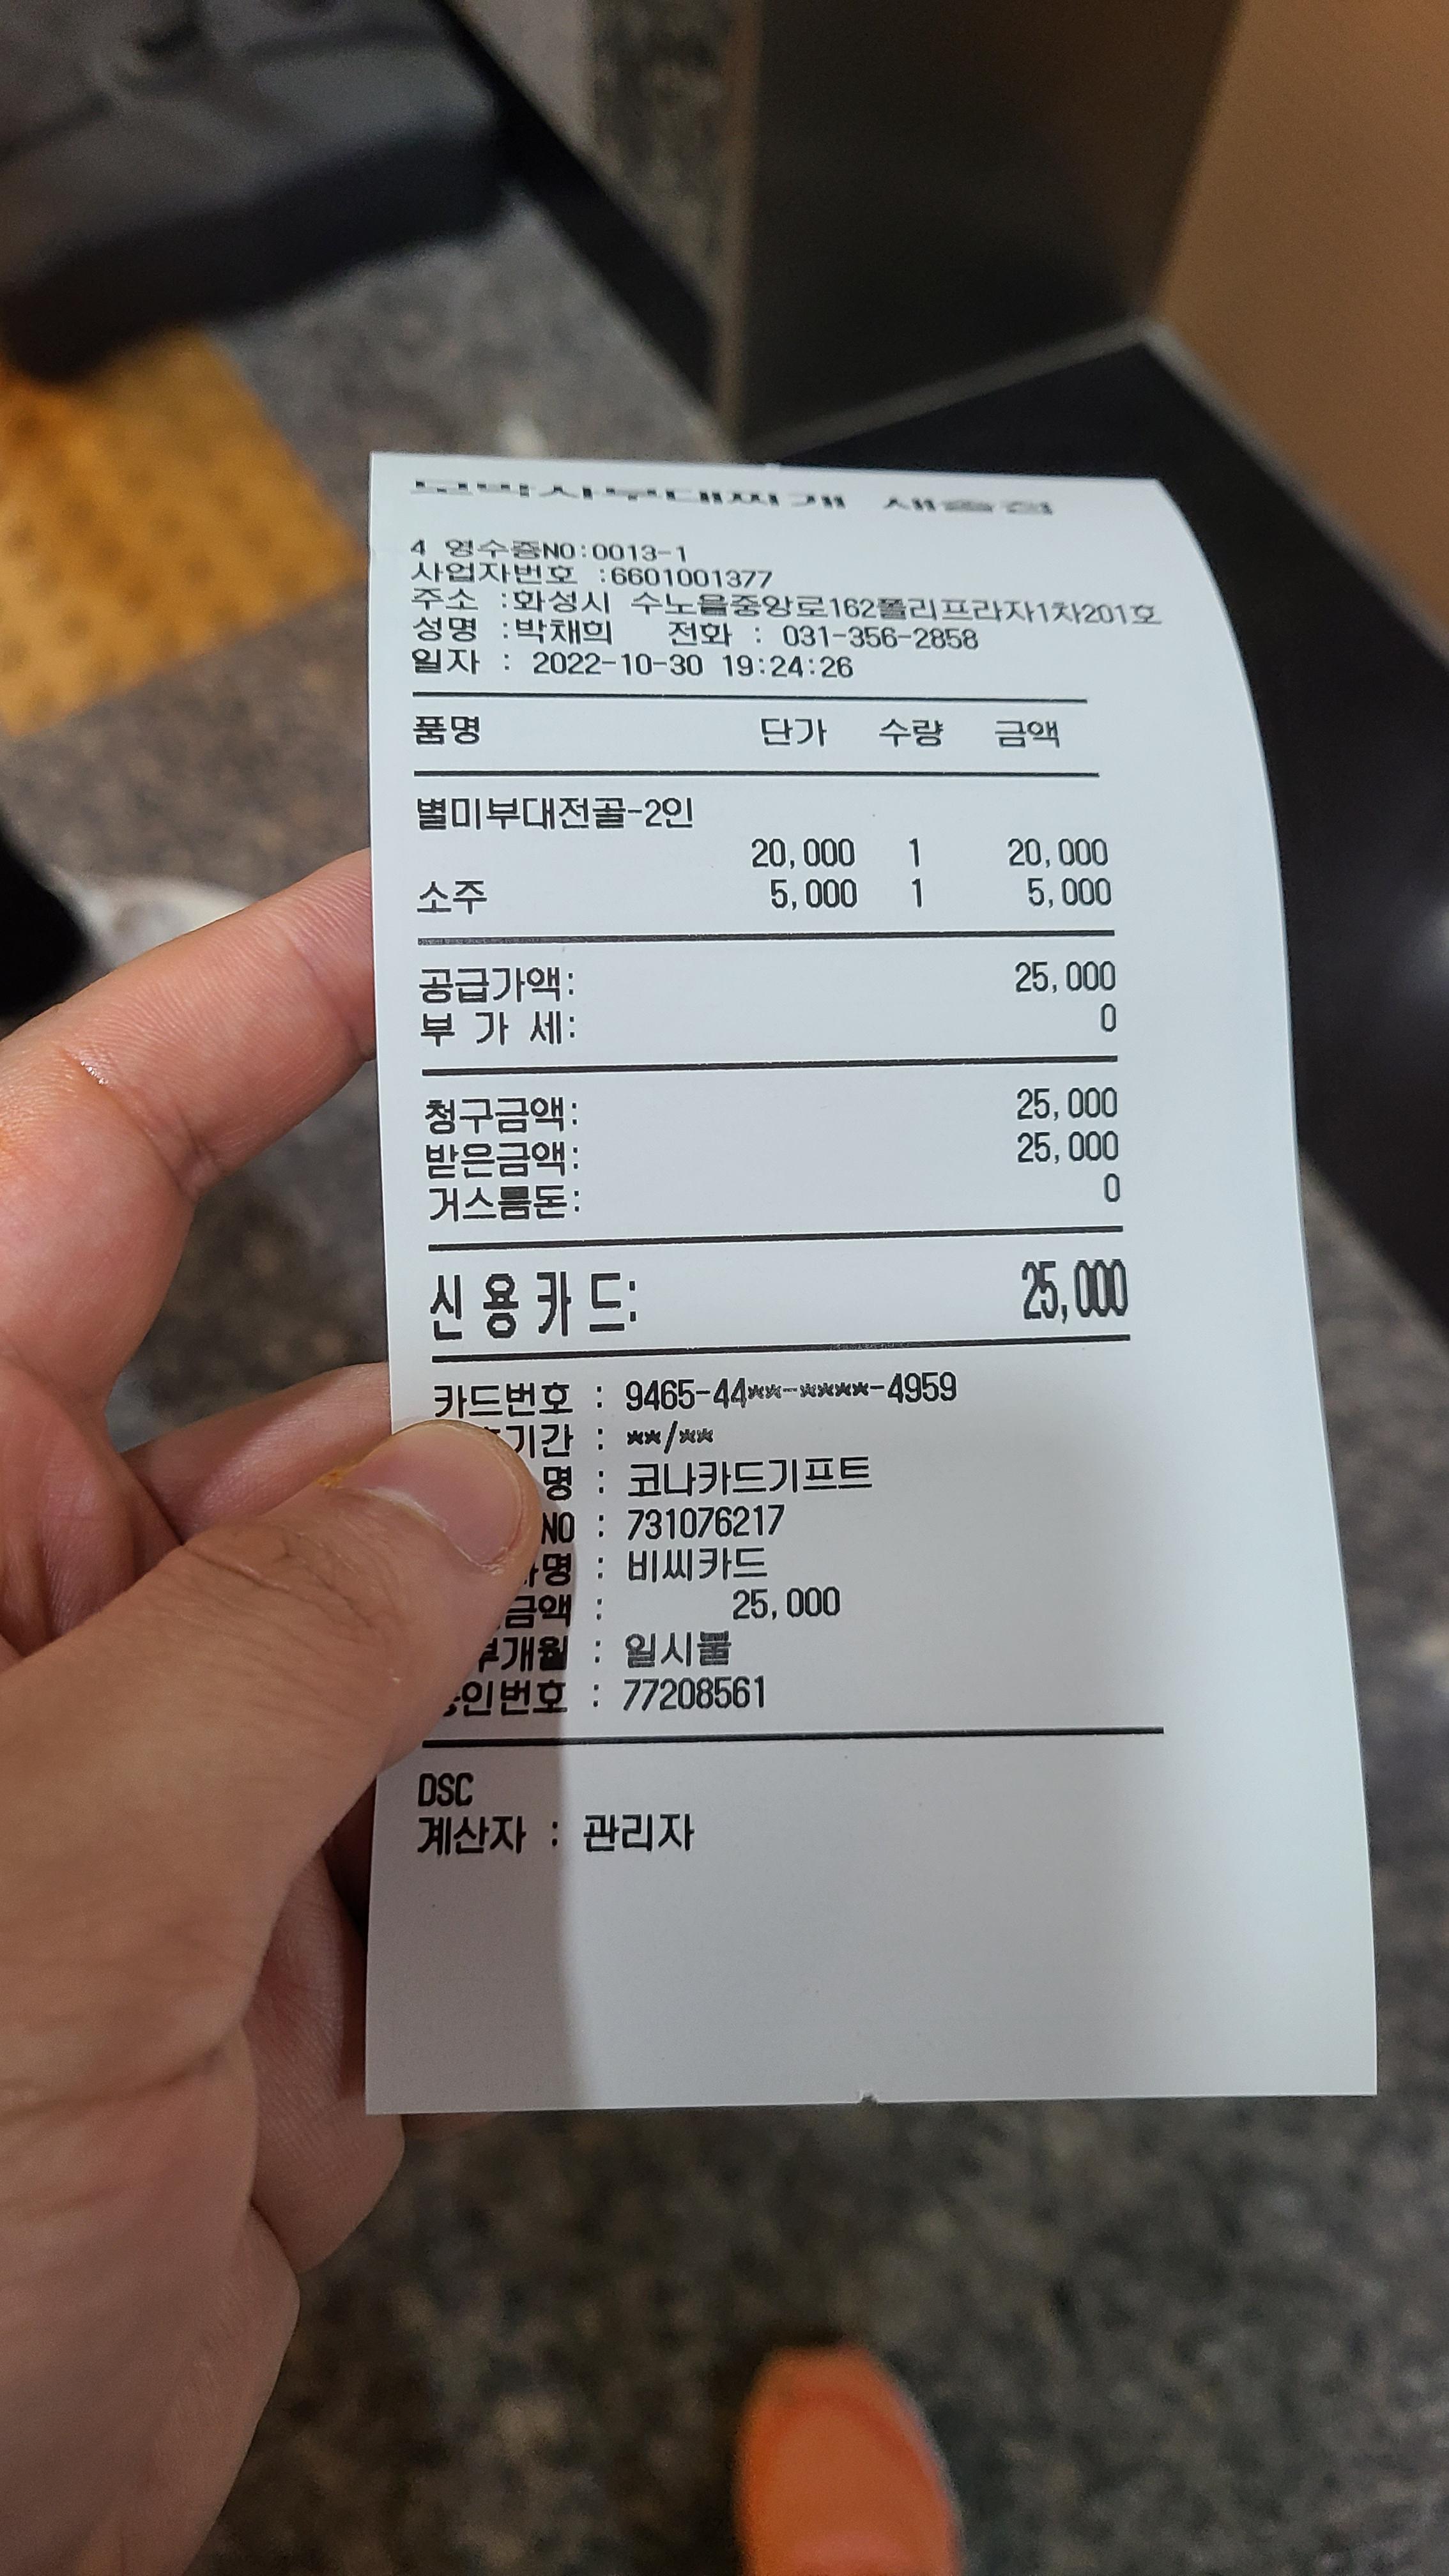 4 영수증NO:0013-1
사업자번호 :6601001377
주소 :화성시 수노을중앙로162폴리프라자1차201호
성명 :박채희 전화 : 031-356-2858
일자 : 2022-10-30 19:24:26
품명 단가 수량 금액
별미부대전골-2인
20,000 1 20,000
소주 5,000 1 5,000
공급가액: 25,000
부 가 세: 0
청구금액: 25,000
받은금액: 25,000
거스름돈: 0
신용카드: 25,000
카드번호 : 9465-44**-****-4959
기간 : **/**
명 : 코나카드기프트
NO : 731076217
명 : 비씨카드
금액 : 25,000
부개월 : 일시불
인번호 : 77208561
DSC
계산자 : 관리자